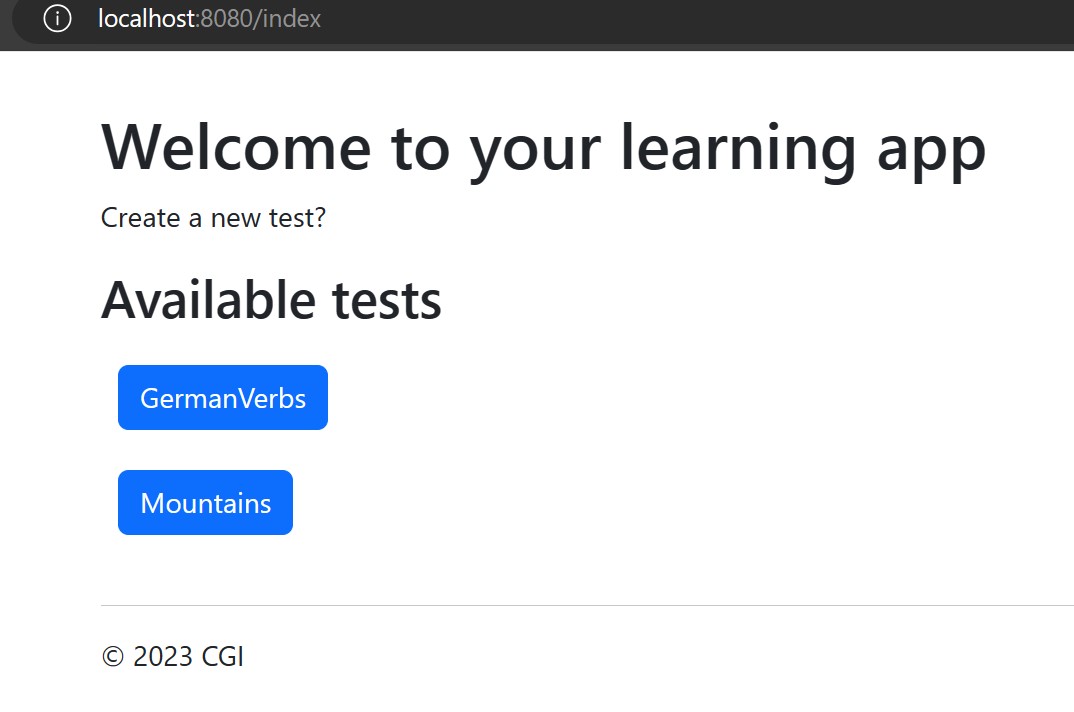 localhost:8080/index
Welcome to your learning app
Create a new test?
Available tests
GermanVerbs
Mountains
© 2023 CGI